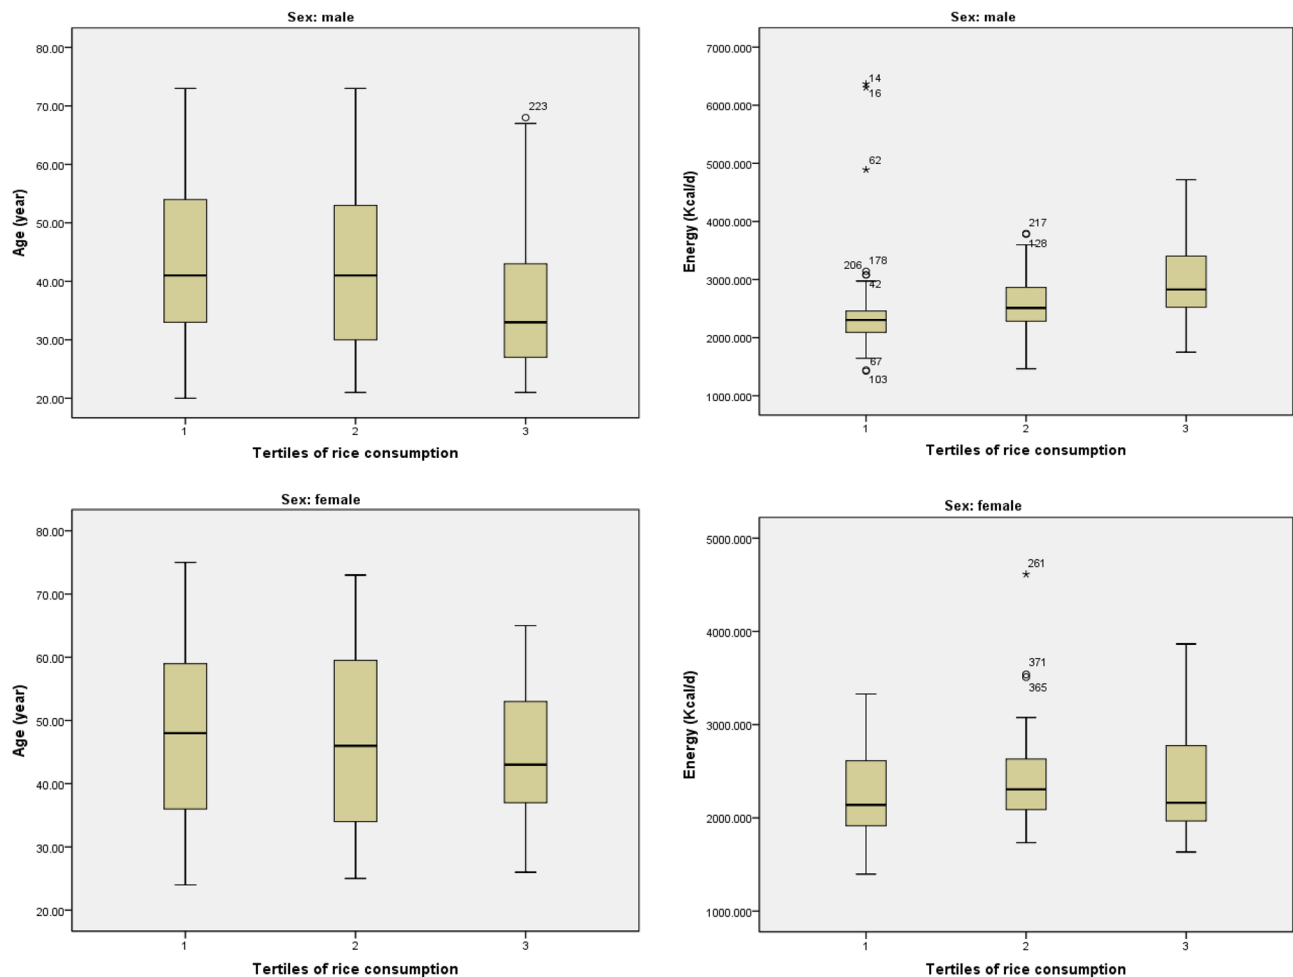 Sex: male
80.00
70.00
60.00
50.00
40.00
30.00
20.00
Age (year)
223
1 2 3
Tertiles of rice consumption
Sex: male
7000.000
6000.000
5000.000
4000.000
3000.000
2000.000
1000.000
Energy (Kcal/d)
14
16
62
217
128
206 178
42
67
103
1 2 3
Tertiles of rice consumption
Sex: female
80.00
70.00
60.00
50.00
40.00
30.00
20.00
Age (year)
1 2 3
Tertiles of rice consumption
Sex: female
5000.000
4000.000
3000.000
2000.000
1000.000
Energy (Kcal/d)
261
371
365
1 2 3
Tertiles of rice consumption